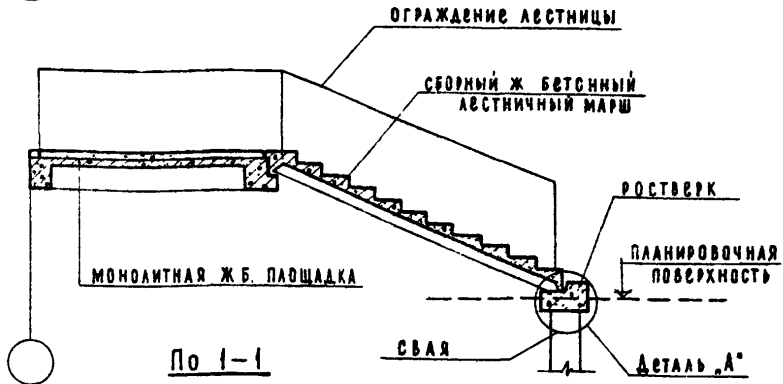 ОГРАЖДЕНИЕ ЛЕСТНИЦЫ
СБОРНЫЙ Ж БЕТОННЫЙ
ЛЕСТНИЧНЫЙ МАРШ
РОСТВЕРК
ПЛАНИРОВОЧНАЯ
ПОВЕРХНОСТЬ
МОНОЛИТНАЯ Ж.Б. ПЛОЩАДКА
По 1-1
СВАЯ
ДЕТАЛЬ „А"